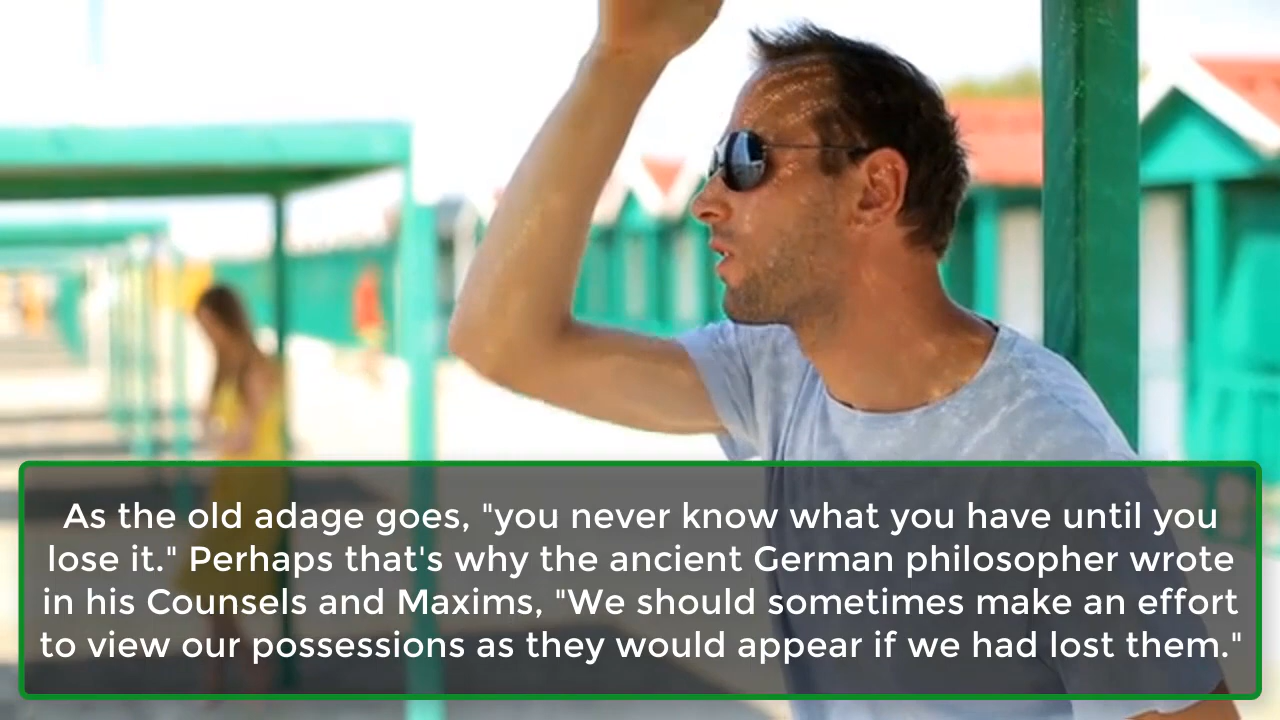 As the old adage goes, "you never know what you have until you
lose it." Perhaps that's why the ancient German philosopher wrote
in his Counsels and Maxims, "We should sometimes make an effort
to view our possessions as they would appear if we had lost them."